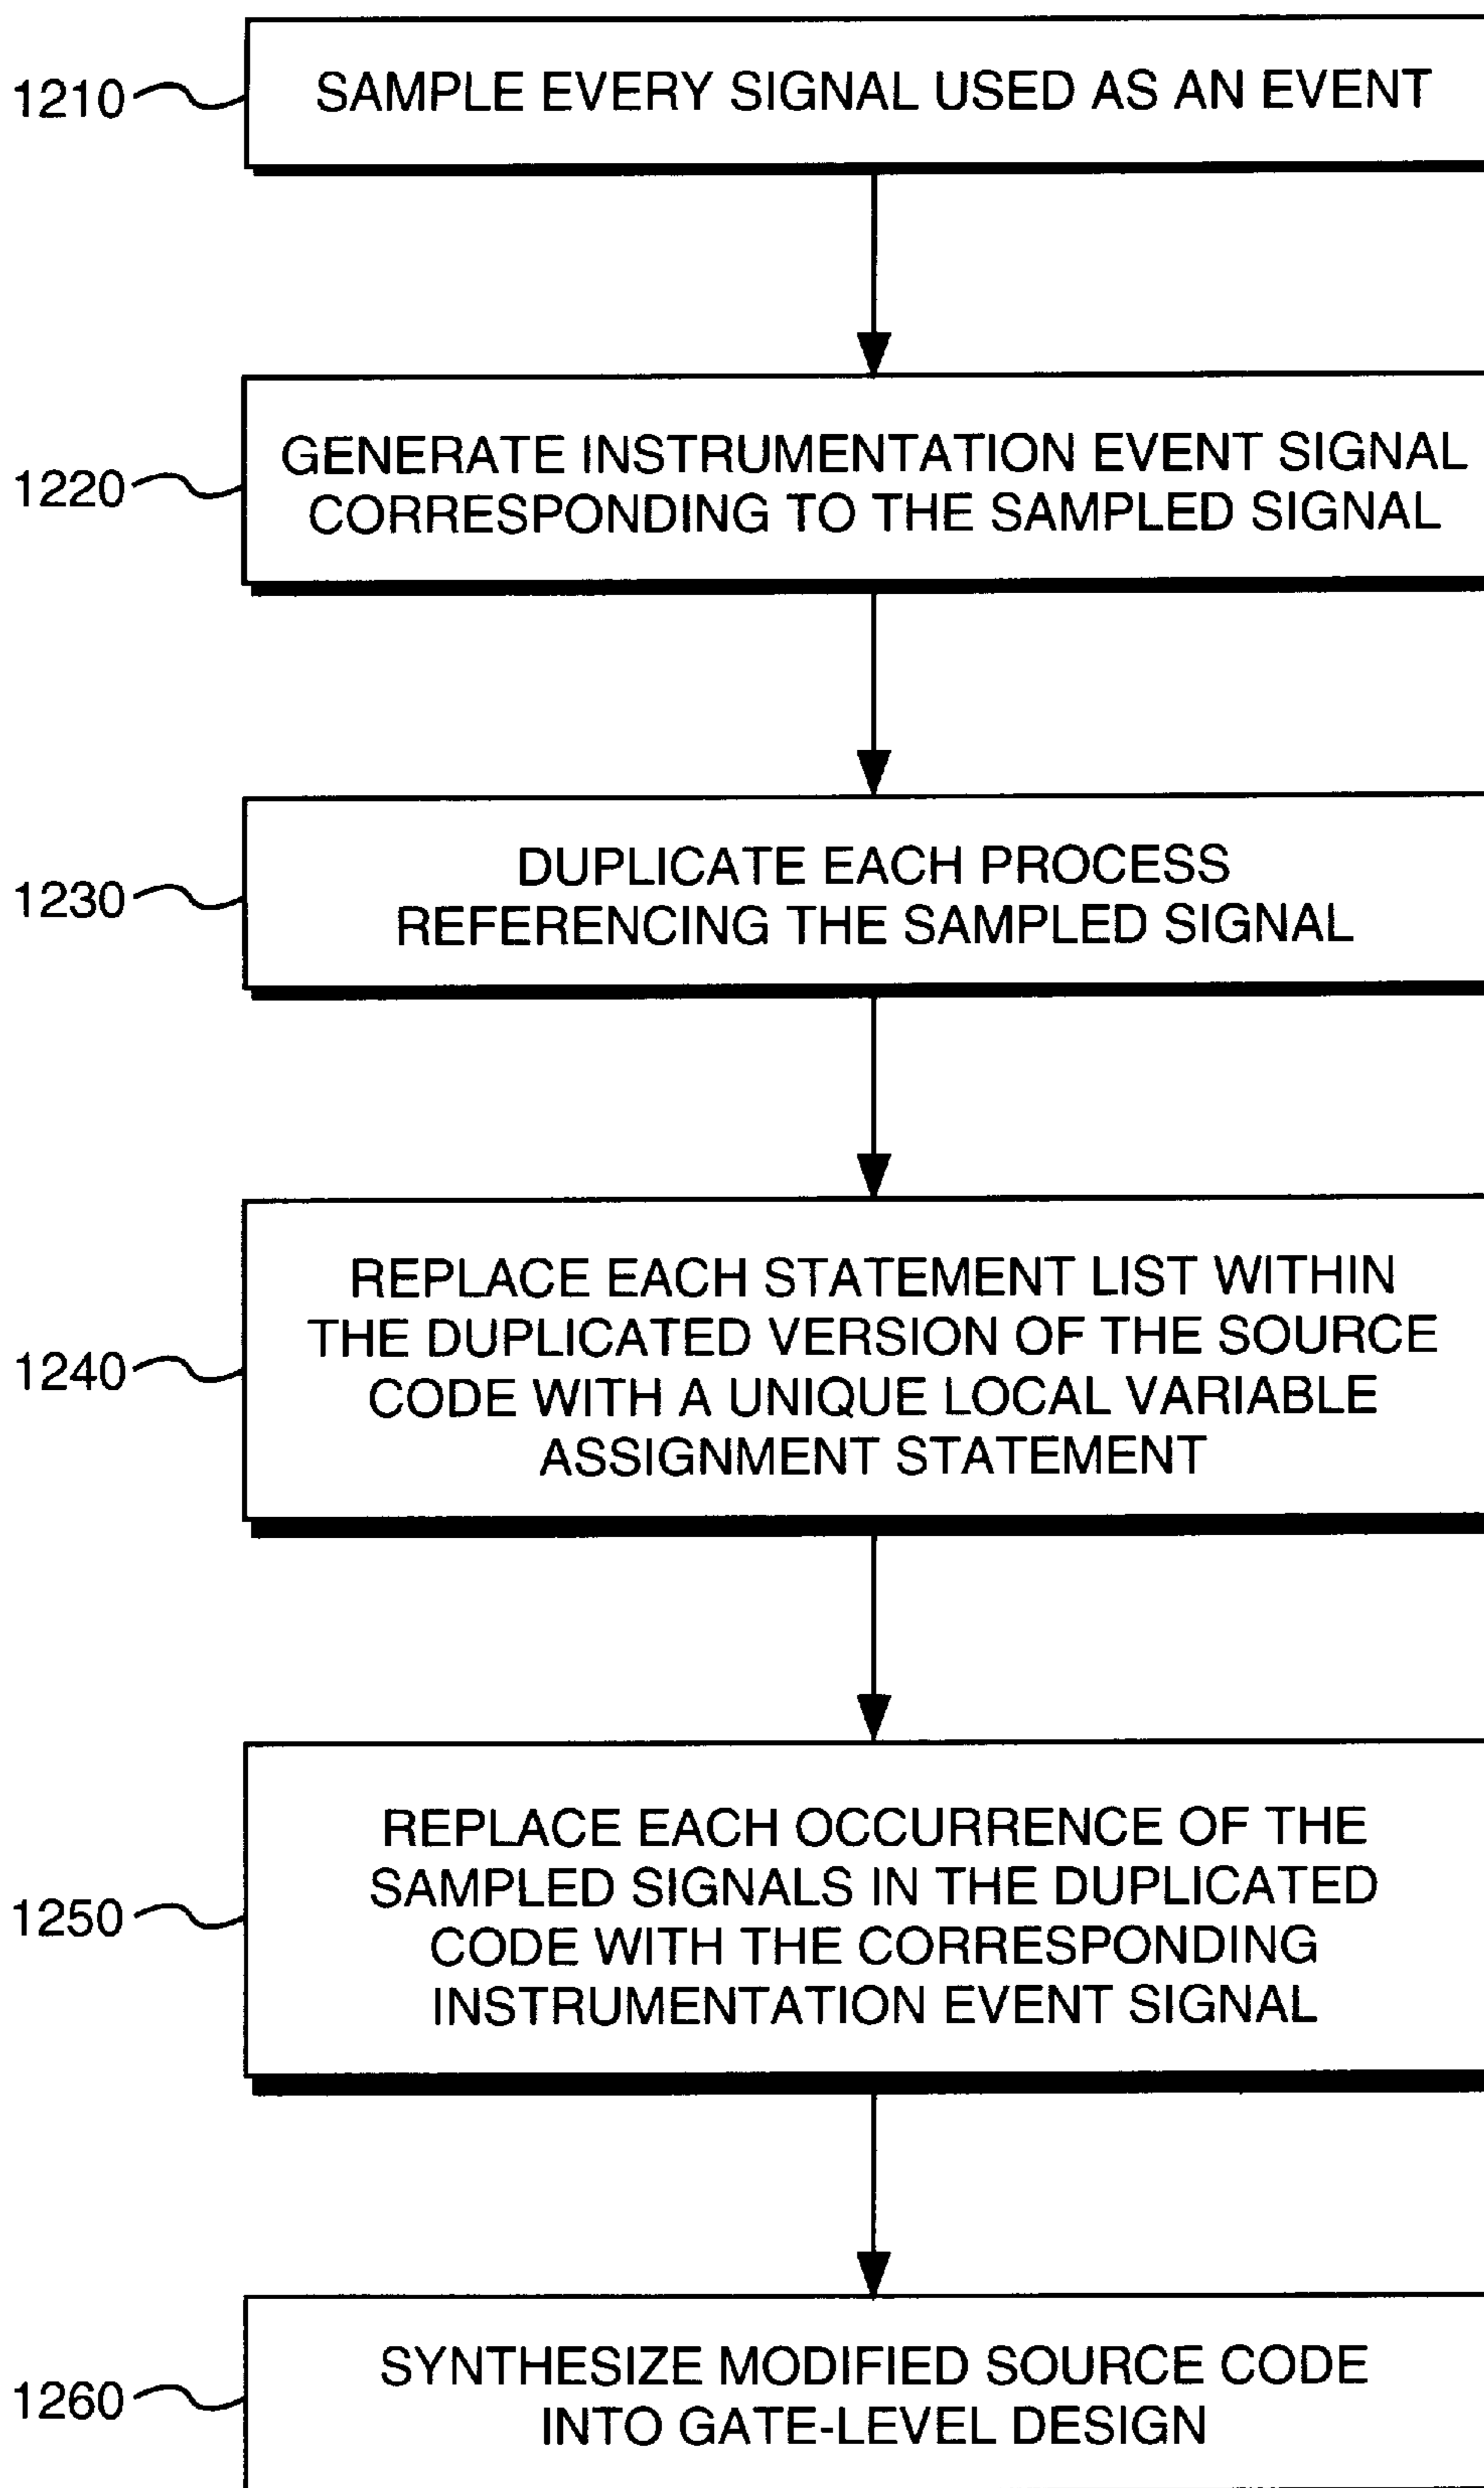 1210
SAMPLE EVERY SIGNAL USED AS AN EVENT
1220
GENERATE INSTRUMENTATION EVENT SIGNAL
CORRESPONDING TO THE SAMPLED SIGNAL
1230
DUPLICATE EACH PROCESS
REFERENCING THE SAMPLED SIGNAL
1240
REPLACE EACH STATEMENT LIST WITHIN
THE DUPLICATED VERSION OF THE SOURCE
CODE WITH A UNIQUE LOCAL VARIABLE
ASSIGNMENT STATEMENT
1250
REPLACE EACH OCCURRENCE OF THE
SAMPLED SIGNALS IN THE DUPLICATED
CODE WITH THE CORRESPONDING
INSTRUMENTATION EVENT SIGNAL
1260
SYNTHESIZE MODIFIED SOURCE CODE
INTO GATE-LEVEL DESIGN